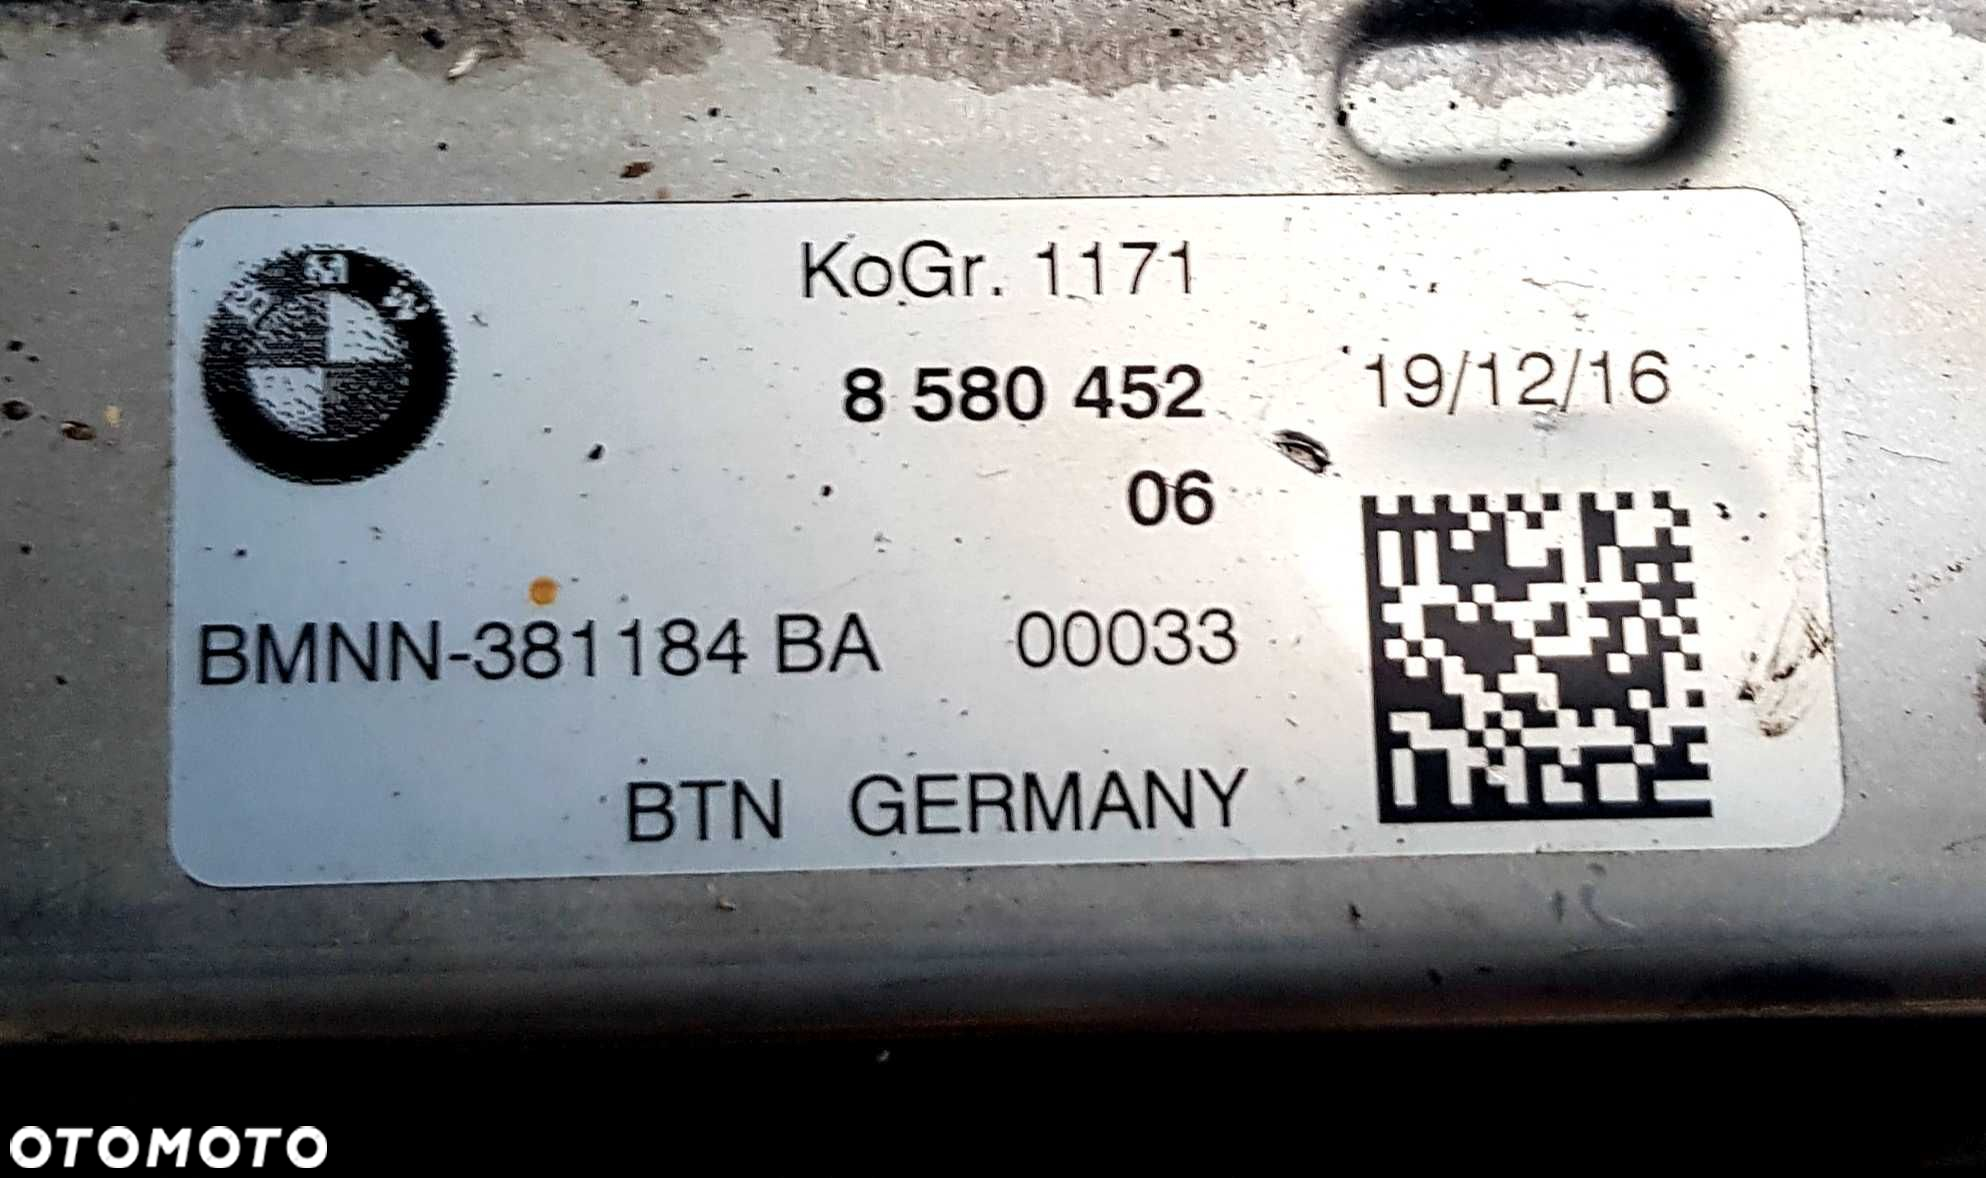 BMW
KoGr. 1171
8 580 452 19/12/16
06
BMNN-381184 BA 00033
BTN GERMANY
OTOMOTO